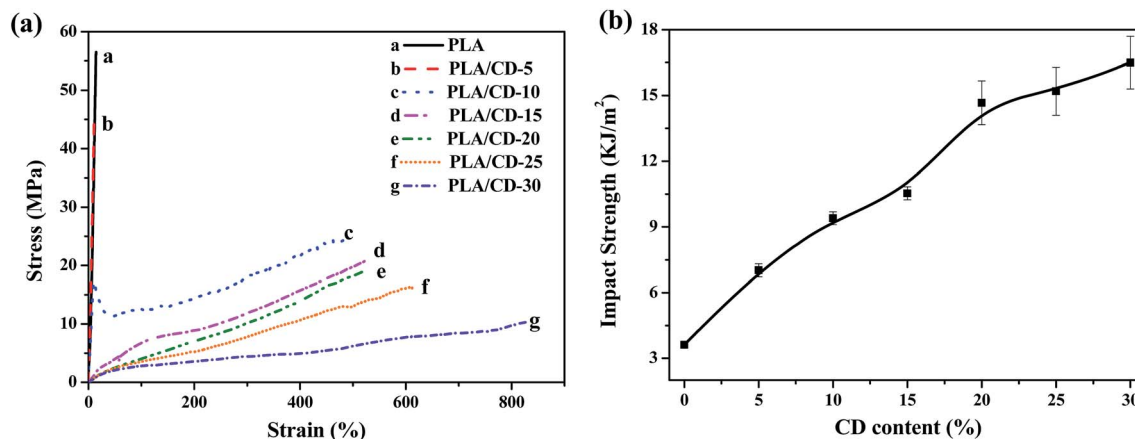 (a)
60
50
40
30
20
10
0
Stress (MPa)
0 200 400 600 800
Strain (%)
a PLA
b PLA/CD-5
c PLA/CD-10
d PLA/CD-15
e PLA/CD-20
f PLA/CD-25
g PLA/CD-30
a
b
c
d
e
f
g
(b)
18
15
12
9
6
3
Impact Strength (KJ/m²)
0 5 10 15 20 25 30
CD content (%)